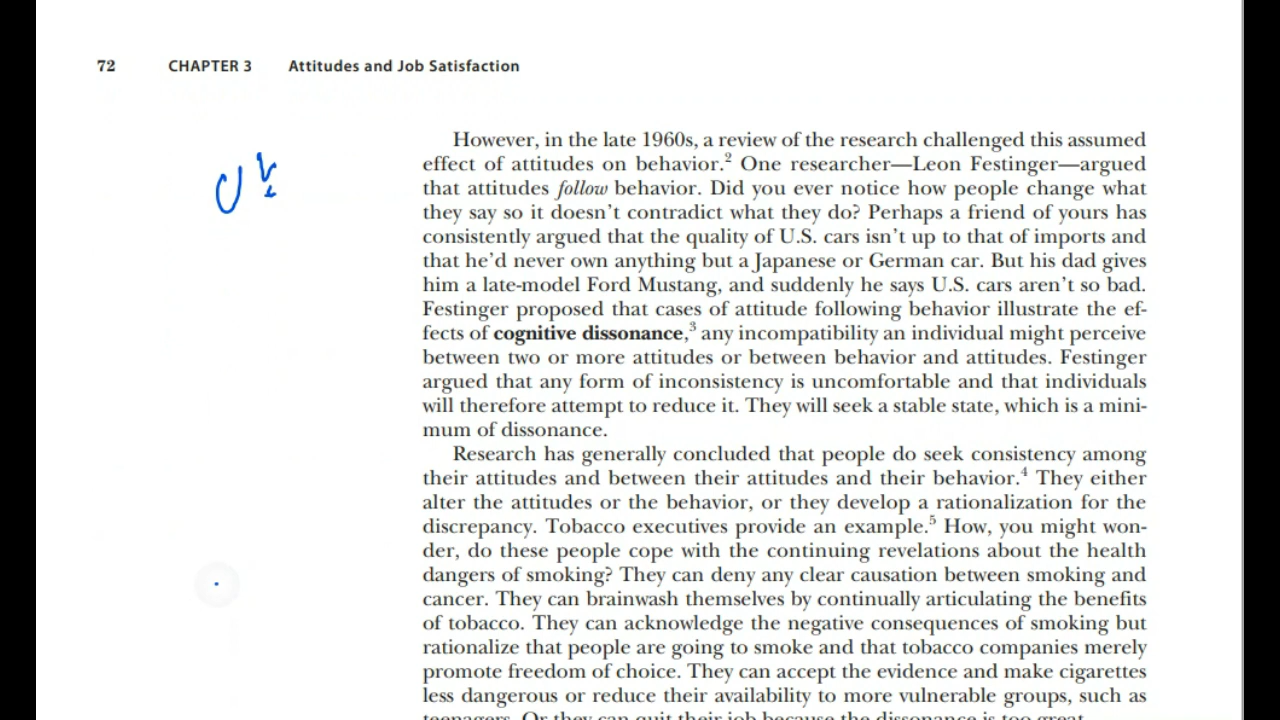 72 CHAPTER 3 Attitudes and Job Satisfaction
However, in the late 1960s, a review of the research challenged this assumed
effect of attitudes on behavior.2 One researcher—Leon Festinger—argued
that attitudes follow behavior. Did you ever notice how people change what
they say so it doesn't contradict what they do? Perhaps a friend of yours has
consistently argued that the quality of U.S. cars isn't up to that of imports and
that he'd never own anything but a Japanese or German car. But his dad gives
him a late-model Ford Mustang, and suddenly he says U.S. cars aren't so bad.
Festinger proposed that cases of attitude following behavior illustrate the ef-
fects of cognitive dissonance,3 any incompatibility an individual might perceive
between two or more attitudes or between behavior and attitudes. Festinger
argued that any form of inconsistency is uncomfortable and that individuals
will therefore attempt to reduce it. They will seek a stable state, which is a mini-
mum of dissonance.
Research has generally concluded that people do seek consistency among
their attitudes and between their attitudes and their behavior.4 They either
alter the attitudes or the behavior, or they develop a rationalization for the
discrepancy. Tobacco executives provide an example.5 How, you might won-
der, do these people cope with the continuing revelations about the health
dangers of smoking? They can deny any clear causation between smoking and
cancer. They can brainwash themselves by continually articulating the benefits
of tobacco. They can acknowledge the negative consequences of smoking but
rationalize that people are going to smoke and that tobacco companies merely
promote freedom of choice. They can accept the evidence and make cigarettes
less dangerous or reduce their availability to more vulnerable groups, such as
teenagers. Or they can quit their job because the dissonance is too great.